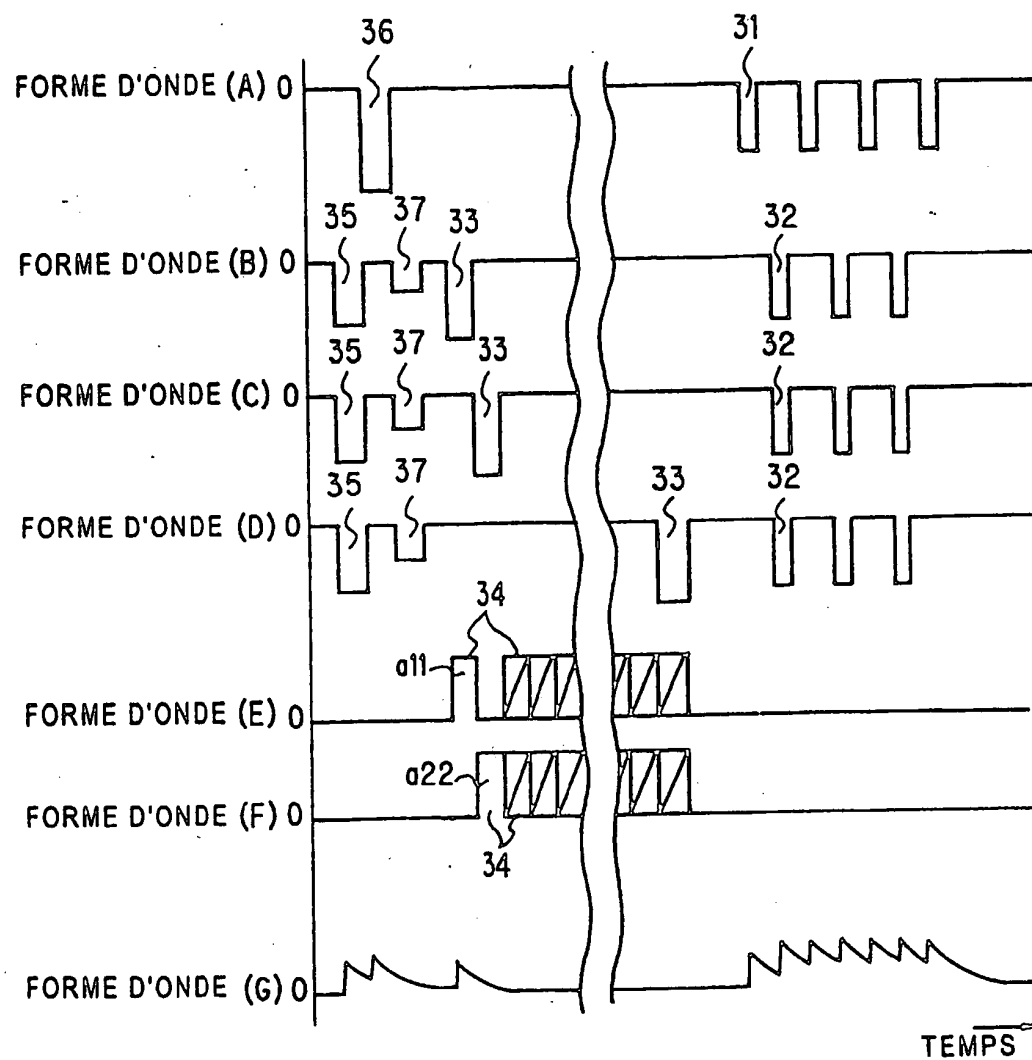 36 31
FORME D'ONDE (A) 0
35 37 33 32
FORME D'ONDE (B) 0
35 37 33 32
FORME D'ONDE (C) 0
35 37 33 32
FORME D'ONDE (D) 0
34
a11
FORME D'ONDE (E) 0
a22
FORME D'ONDE (F) 0
34
FORME D'ONDE (G) 0
TEMPS